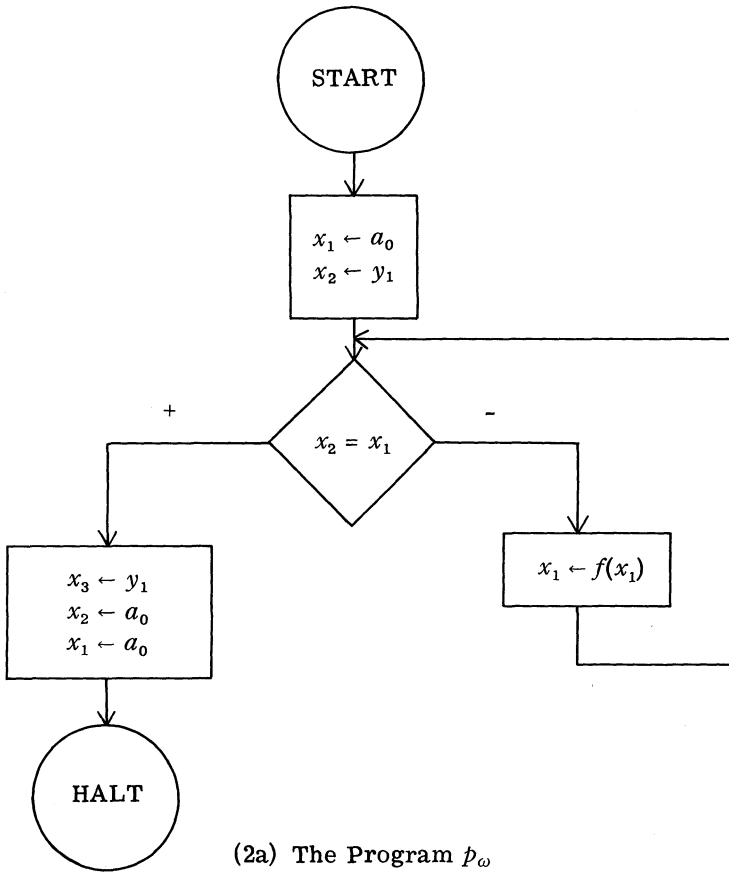 START
x₁ ← a₀
x₂ ← y₁
+
-
x₂ = x₁
x₃ ← y₁
x₂ ← a₀
x₁ ← a₀
x₁ ← f(x₁)
HALT
(2a) The Program p_ω